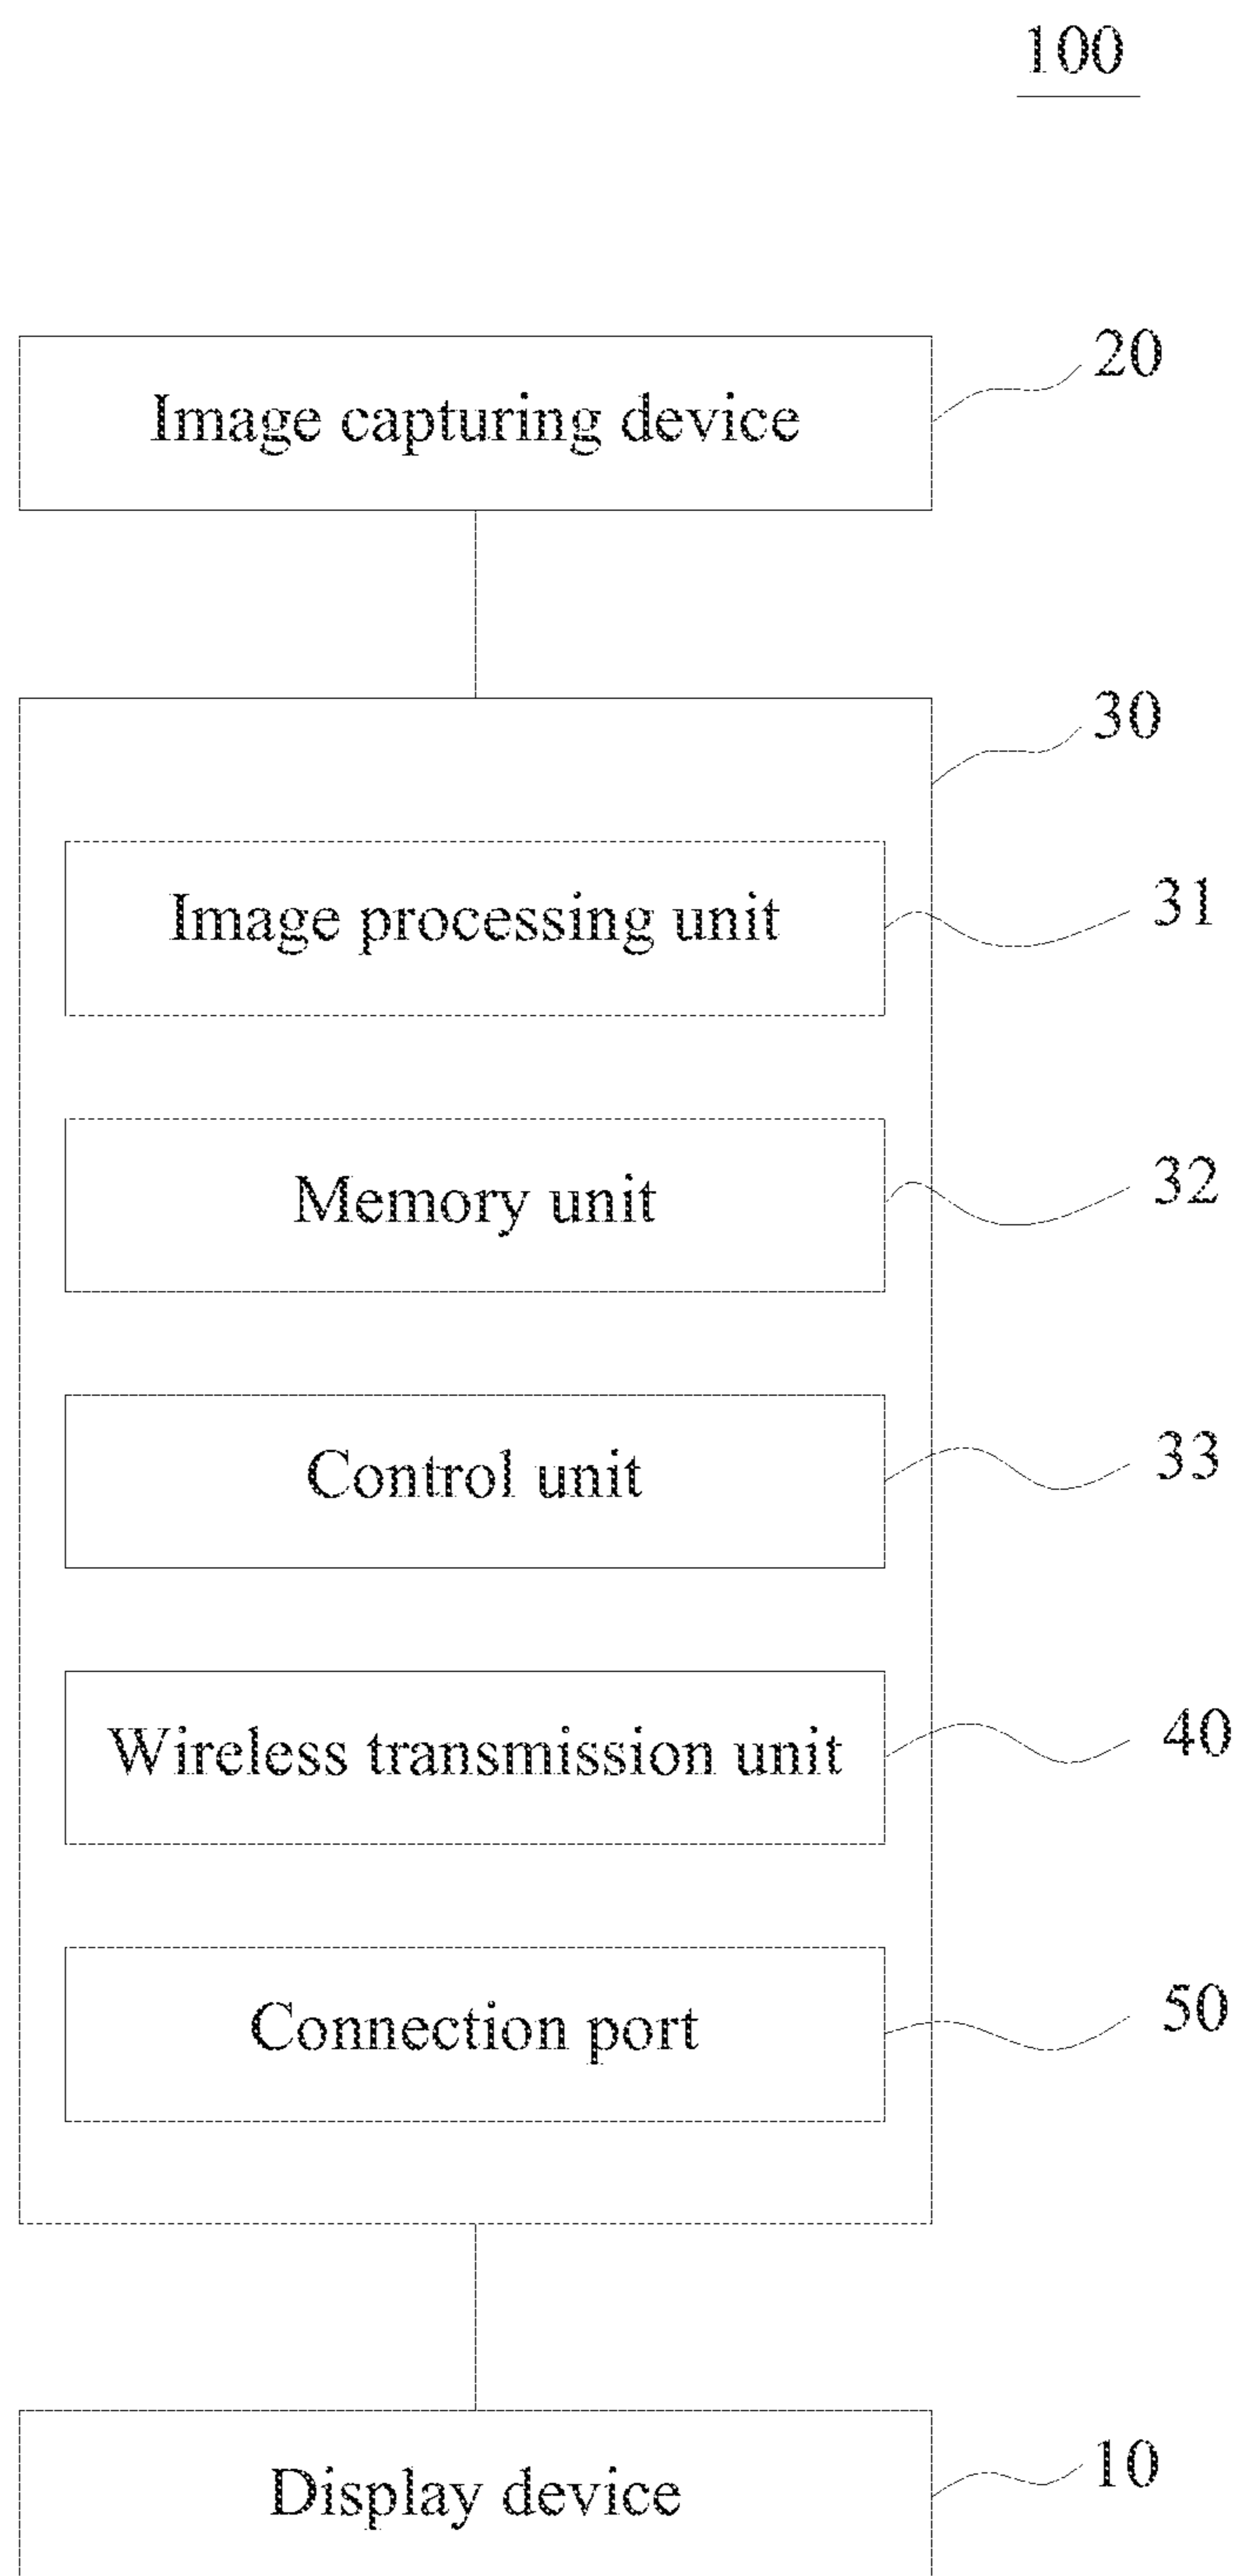 100
Image capturing device 20
30
Image processing unit 31
Memory unit 32
Control unit 33
Wireless transmission unit 40
Connection port 50
Display device 10